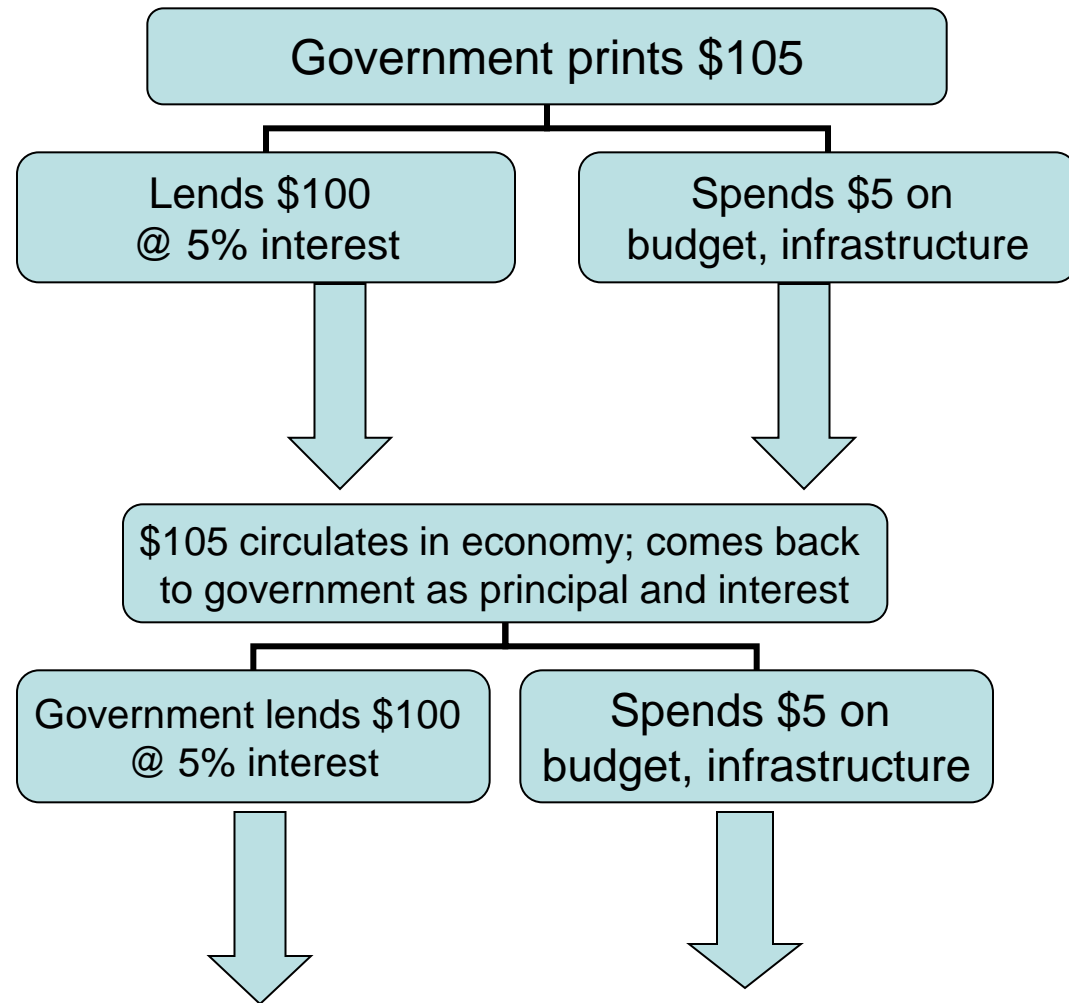 Government prints $105
Lends $100
@ 5% interest
Spends $5 on
budget, infrastructure
$105 circulates in economy; comes back
to government as principal and interest
Government lends $100
@ 5% interest
Spends $5 on
budget, infrastructure